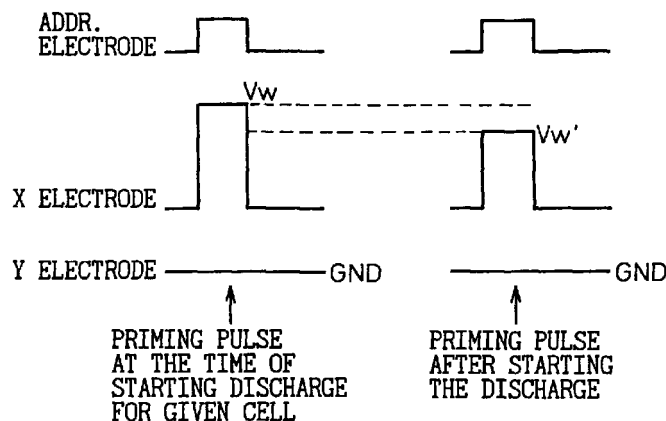 ADDR.
ELECTRODE
Vw
Vw'
X ELECTRODE
Y ELECTRODE
GND
GND
PRIMING PULSE
AT THE TIME OF
STARTING DISCHARGE
FOR GIVEN CELL
PRIMING PULSE
AFTER STARTING
THE DISCHARGE